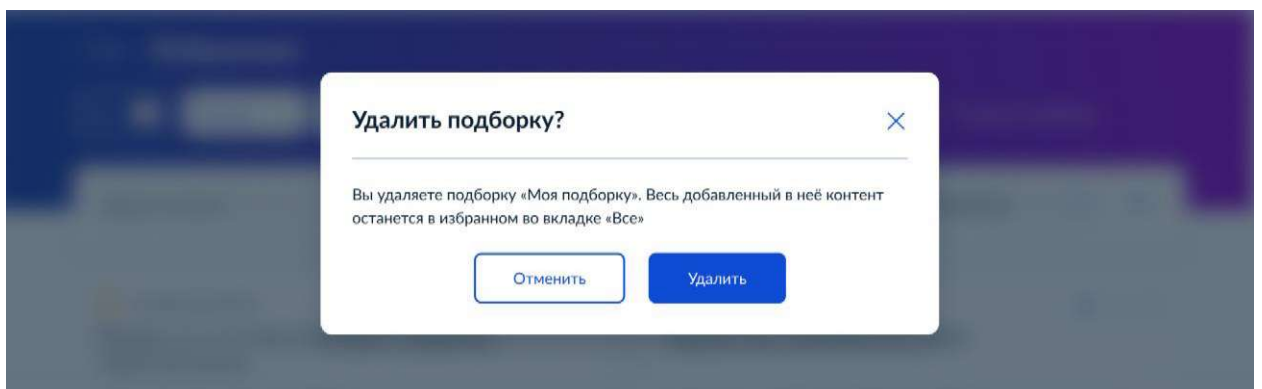 Удалить подборку?
Вы удаляете подборку «Моя подборку». Весь добавленный в неё контент
останется в избранном во вкладке «Все»
Отменить
Удалить